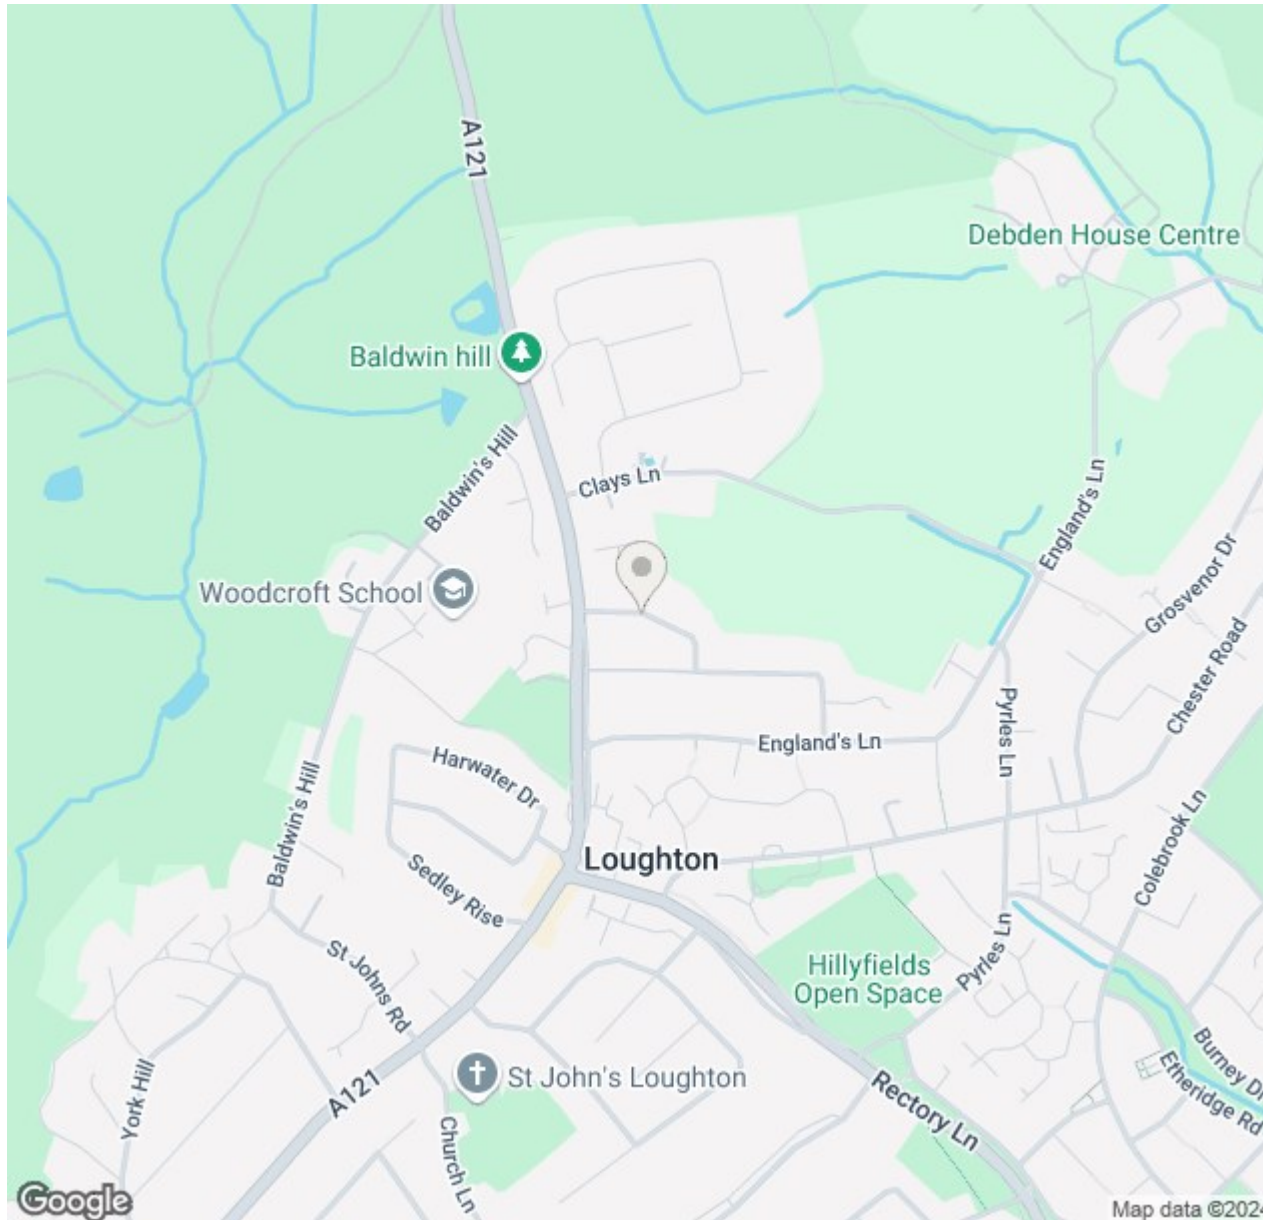 A121
Debden House Centre
Baldwin hill
Baldwin's Hill
Clays Ln
England's Ln
Woodcroft School
Grosvenor Dr
Chester Road
Pyrles Ln
England's Ln
Harwater Dr
Baldwin's Hill
Loughton
Colebrook Ln
Sedley Rise
St Johns Rd
Hillyfields
Open Space
Pyrles Ln
Burney Dr
Etheridge Rd
York Hill
A121
St John's Loughton
Rectory Ln
Church Ln
Google
Map data ©2024